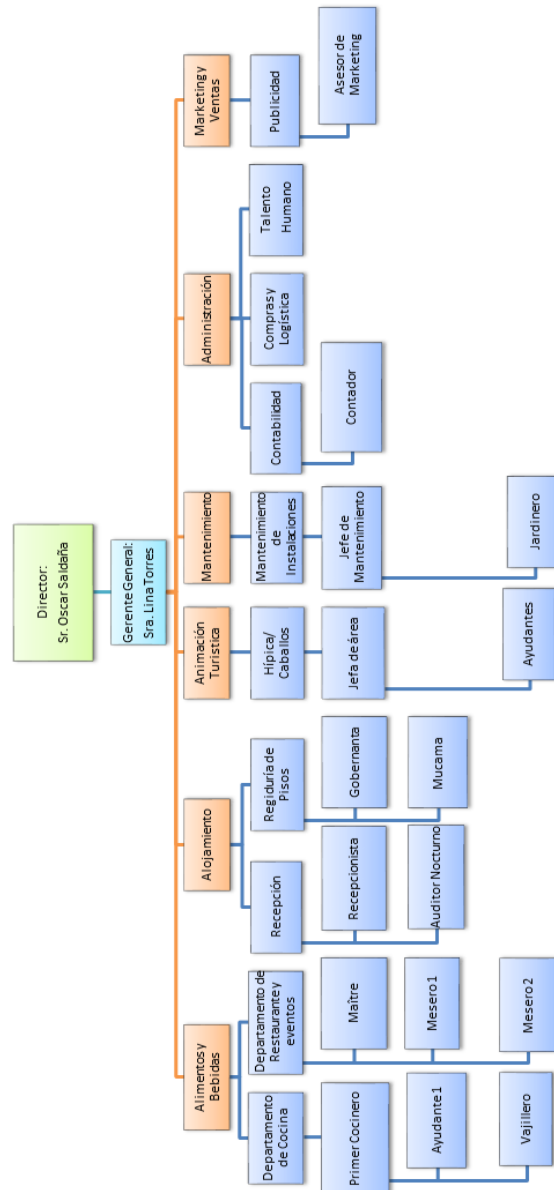 Director:
Sr. Oscar Saldaña
Gerente General:
Sra. Lina Torres
Alimentos y
Bebidas
Departamento
de Cocina
Primer Cocinero
Ayudante 1
Vajillero
Departamento de
Restaurante y
eventos
Maître
Mesero 1
Mesero 2
Alojamiento
Recepción
Recepcionista
Auditor Nocturno
Regiduría de
Pisos
Gobernanta
Mucama
Animación
Turistica
Hípica/
Caballos
Jefa de área
Ayudantes
Mantenimiento
Mantenimiento
de
Instalaciones
Jefe de
Mantenimiento
Jardinero
Administración
Contabilidad
Contador
Compras y
Logística
Talento
Humano
Marketing y
Ventas
Publicidad
Asesor de
Marketing